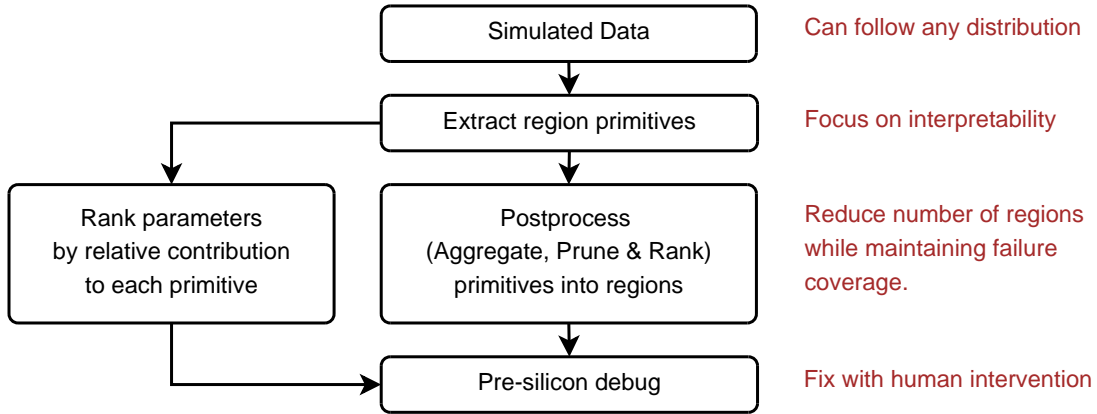 Simulated Data
Can follow any distribution
Extract region primitives
Focus on interpretability
Rank parameters
by relative contribution
to each primitive
Postprocess
(Aggregate, Prune & Rank)
primitives into regions
Reduce number of regions
while maintaining failure
coverage.
Pre-silicon debug
Fix with human intervention